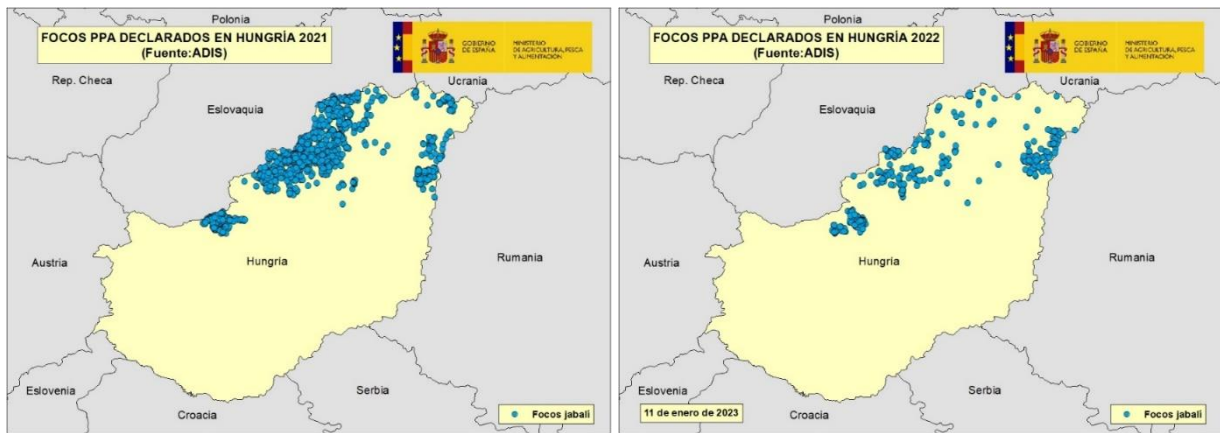 Polonia
FOCOS PPA DECLARADOS EN HUNGRÍA 2021
(Fuente:ADIS)
GOBIERNO
DE ESPAÑA
MINISTERIO
DE AGRICULTURA, PESCA
Y ALIMENTACIÓN
Rep. Checa
Ucrania
Eslovaquia
Austria
Hungría
Rumania
Eslovenia
Croacia
Serbia
Focos jabalí
Polonia
FOCOS PPA DECLARADOS EN HUNGRÍA 2022
(Fuente:ADIS)
GOBIERNO
DE ESPAÑA
MINISTERIO
DE AGRICULTURA, PESCA
Y ALIMENTACIÓN
Rep. Checa
Ucrania
Eslovaquia
Austria
Hungría
Rumania
Eslovenia
Croacia
Serbia
11 de enero de 2023
Focos jabalí